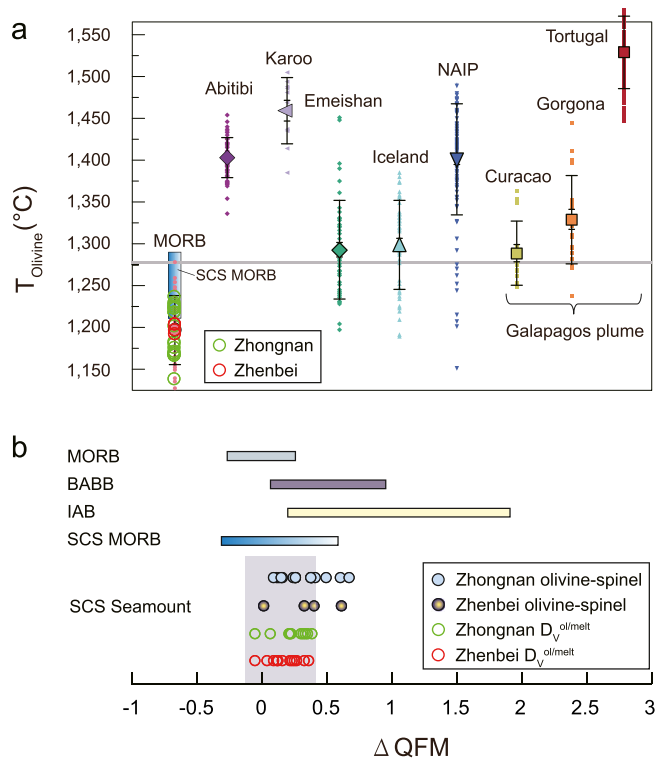 a
T_Olivine (°C)
1,550
1,500
1,450
1,400
1,350
1,300
1,250
1,200
1,150
Tortugal
Karoo
NAIP
Abitibi
Emeishan
Gorgona
Iceland
Curacao
MORB
SCS MORB
Galapagos plume
Zhongnan
Zhenbei
b
MORB
BABB
IAB
SCS MORB
SCS Seamount
Zhongnan olivine-spinel
Zhenbei olivine-spinel
Zhongnan D_V^ol/melt
Zhenbei D_V^ol/melt
-1 -0.5 0 0.5 1 1.5 2 2.5 3
Δ QFM